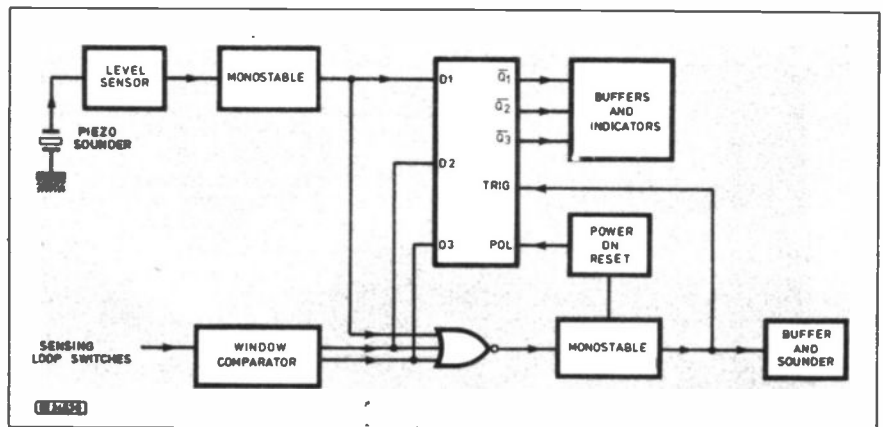 LEVEL
SENSOR
MONOSTABLE
PIEZO
SOUNDER
D1
D2
D3
Q̅1
Q̅2
Q̅3
TRIG
POL
BUFFERS
AND
INDICATORS
POWER
ON
RESET
SENSING
LOOP SWITCHES
WINDOW
COMPARATOR
MONOSTABLE
BUFFER
AND
SOUNDER